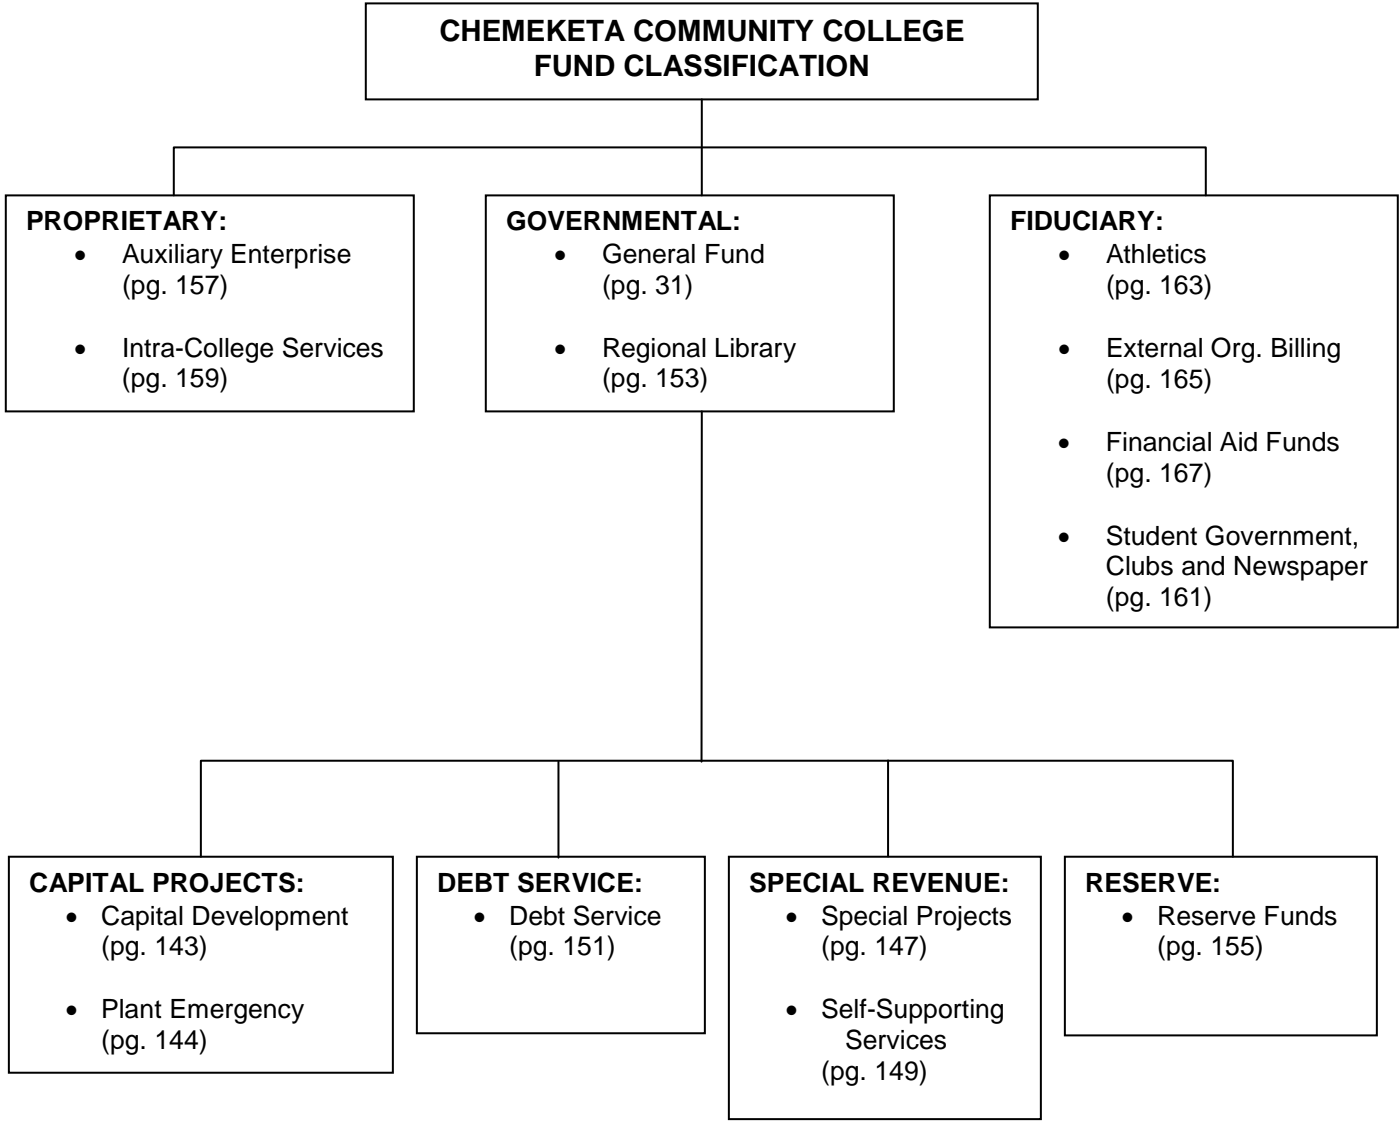 CHEMEKETA COMMUNITY COLLEGE
FUND CLASSIFICATION
PROPRIETARY:
• Auxiliary Enterprise
(pg. 157)
• Intra-College Services
(pg. 159)
GOVERNMENTAL:
• General Fund
(pg. 31)
• Regional Library
(pg. 153)
FIDUCIARY:
• Athletics
(pg. 163)
• External Org. Billing
(pg. 165)
• Financial Aid Funds
(pg. 167)
• Student Government,
Clubs and Newspaper
(pg. 161)
CAPITAL PROJECTS:
• Capital Development
(pg. 143)
• Plant Emergency
(pg. 144)
DEBT SERVICE:
• Debt Service
(pg. 151)
SPECIAL REVENUE:
• Special Projects
(pg. 147)
• Self-Supporting
Services
(pg. 149)
RESERVE:
• Reserve Funds
(pg. 155)